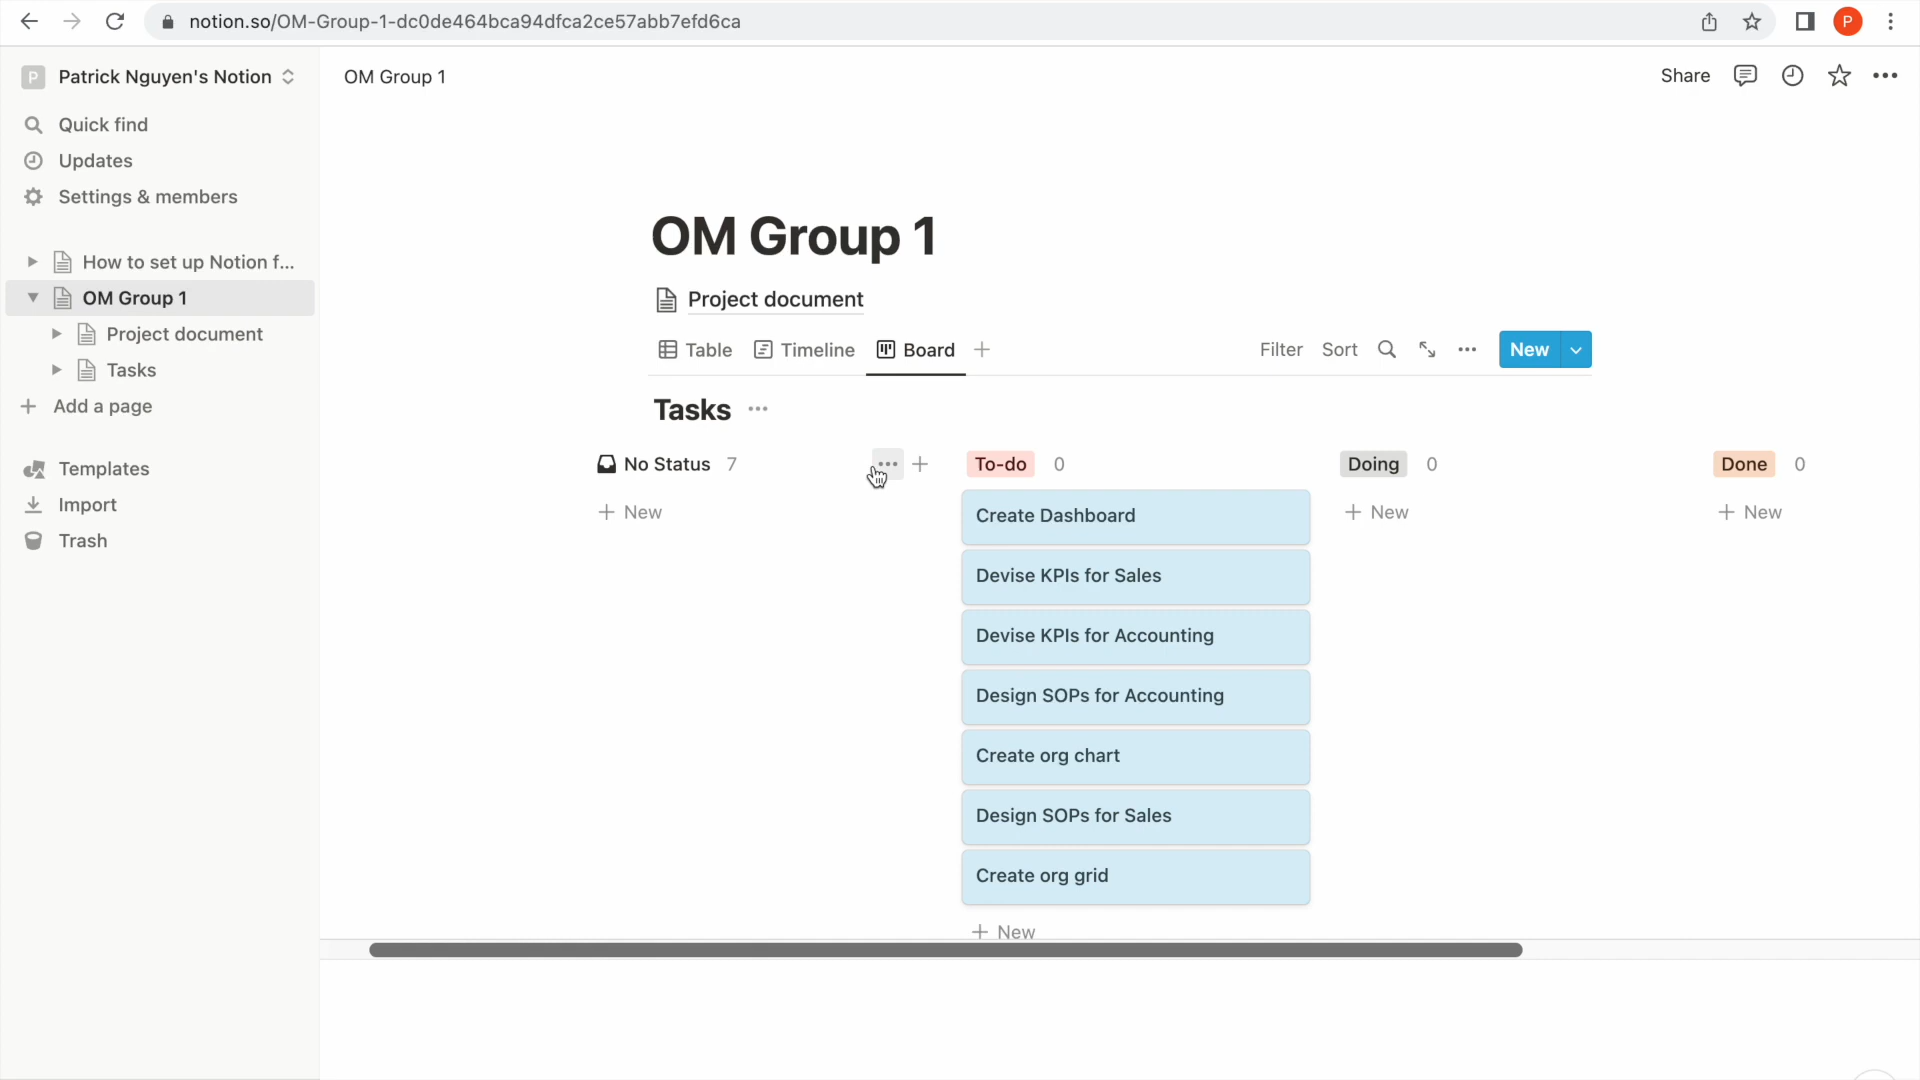 notion.so/OM-Group-1-dc0de464bca94dfca2ce57abb7efd6ca
P
P
Patrick Nguyen's Notion
OM Group 1
Share
Quick find
Updates
Settings & members
How to set up Notion f...
OM Group 1
Project document
Tasks
Add a page
Templates
Import
Trash
OM Group 1
Project document
Table
Timeline
Board
Filter
Sort
New
Tasks
No Status 7
To-do 0
Doing 0
Done 0
New
Create Dashboard
New
New
Devise KPIs for Sales
Devise KPIs for Accounting
Design SOPs for Accounting
Create org chart
Design SOPs for Sales
Create org grid
New